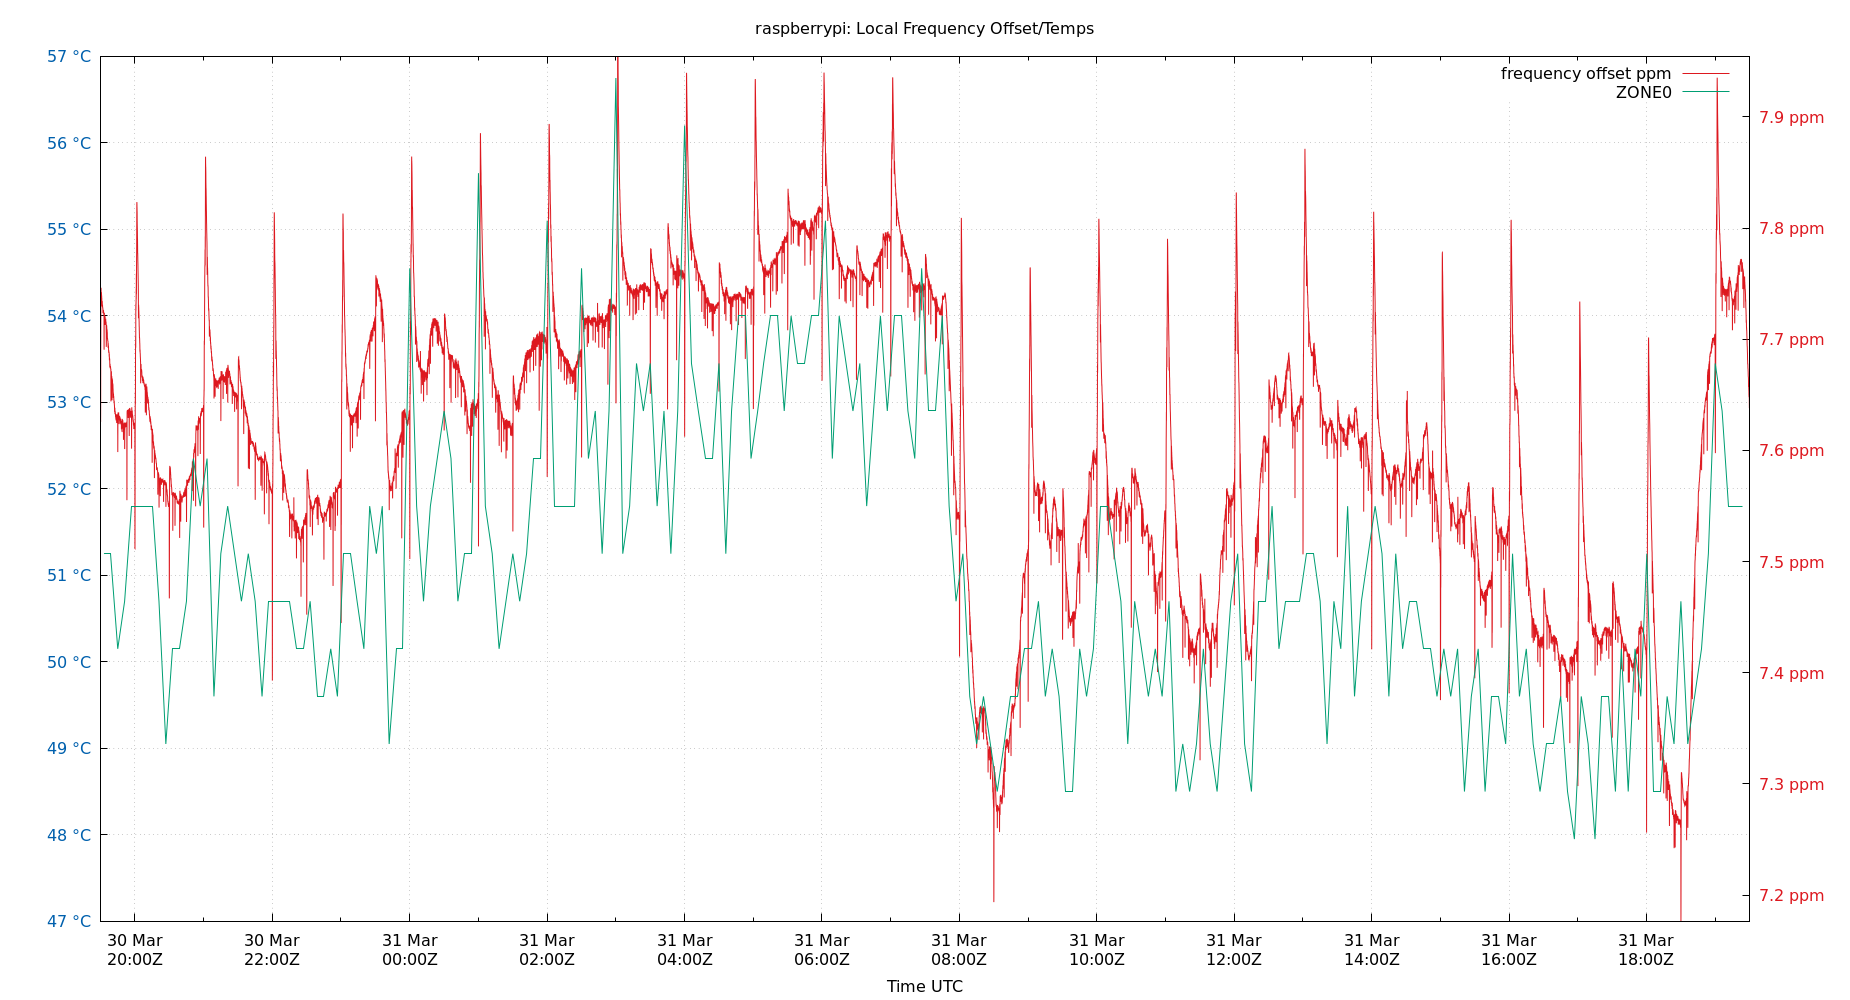 raspberrypi: Local Frequency Offset/Temps
57 °C
56 °C
55 °C
54 °C
53 °C
52 °C
51 °C
50 °C
49 °C
48 °C
47 °C
frequency offset ppm
ZONE0
7.9 ppm
7.8 ppm
7.7 ppm
7.6 ppm
7.5 ppm
7.4 ppm
7.3 ppm
7.2 ppm
30 Mar 30 Mar 31 Mar 31 Mar 31 Mar 31 Mar 31 Mar 31 Mar 31 Mar 31 Mar 31 Mar 31 Mar
20:00Z 22:00Z 00:00Z 02:00Z 04:00Z 06:00Z 08:00Z 10:00Z 12:00Z 14:00Z 16:00Z 18:00Z
Time UTC